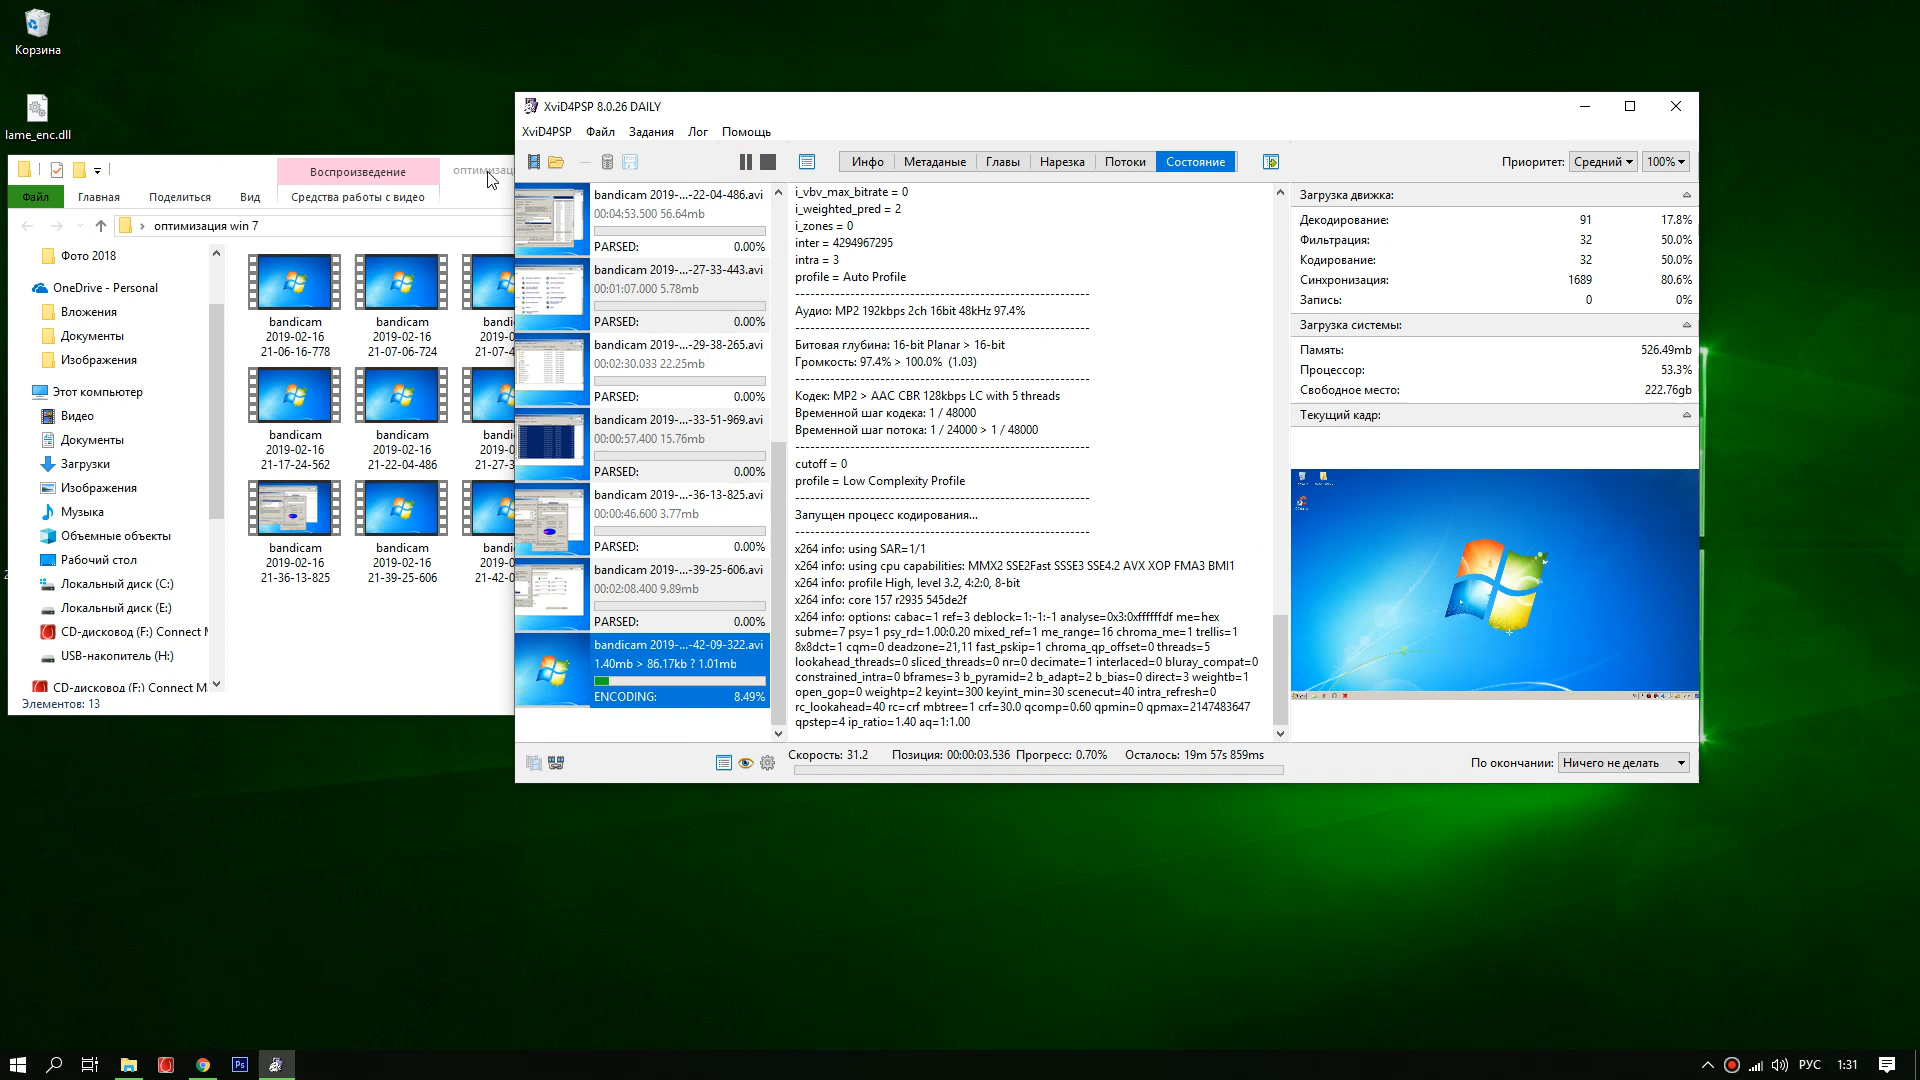 Корзина
lame_enc.dll
Воспроизведение
оптимизац
Файл
Главная
Поделиться
Вид
Средства работы с видео
оптимизация win 7
Фото 2018
OneDrive - Personal
Вложения
Документы
Изображения
Этот компьютер
Видео
Документы
Загрузки
Изображения
Музыка
Объемные объекты
Рабочий стол
Локальный диск (C:)
Локальный диск (E:)
CD-дисковод (F:) Connect M
USB-накопитель (H:)
CD-дисковод (F:) Connect M
Элементов: 13
bandicam
2019-02-16
21-06-16-778
bandicam
2019-02-16
21-07-06-724
bandi
2019-0
21-07-4
bandicam
2019-02-16
21-17-24-562
bandicam
2019-02-16
21-22-04-486
bandi
2019-0
21-27-3
bandicam
2019-02-16
21-36-13-825
bandicam
2019-02-16
21-39-25-606
bandi
2019-0
21-42-0
XviD4PSP 8.0.26 DAILY
XviD4PSP
Файл
Задания
Лог
Помощь
Инфо
Метаданые
Главы
Нарезка
Потоки
Состояние
Приоритет:
Средний
100%
bandicam 2019-...-22-04-486.avi
00:04:53.500 56.64mb
PARSED: 0.00%
bandicam 2019-...-27-33-443.avi
00:01:07.000 5.78mb
PARSED: 0.00%
bandicam 2019-...-29-38-265.avi
00:02:30.033 22.25mb
PARSED: 0.00%
bandicam 2019-...-33-51-969.avi
00:00:57.400 15.76mb
PARSED: 0.00%
bandicam 2019-...-36-13-825.avi
00:00:46.600 3.77mb
PARSED: 0.00%
bandicam 2019-...-39-25-606.avi
00:02:08.400 9.89mb
PARSED: 0.00%
bandicam 2019-...-42-09-322.avi
1.40mb > 86.17kb ? 1.01mb
ENCODING: 8.49%
i_vbv_max_bitrate = 0
i_weighted_pred = 2
i_zones = 0
inter = 4294967295
intra = 3
profile = Auto Profile
Аудио: MP2 192kbps 2ch 16bit 48kHz 97.4%
Битовая глубина: 16-bit Planar > 16-bit
Громкость: 97.4% > 100.0% (1.03)
Кодек: MP2 > AAC CBR 128kbps LC with 5 threads
Временной шаг кодека: 1 / 48000
Временной шаг потока: 1 / 24000 > 1 / 48000
cutoff = 0
profile = Low Complexity Profile
Запущен процесс кодирования...
x264 info: using SAR=1/1
x264 info: using cpu capabilities: MMX2 SSE2Fast SSSE3 SSE4.2 AVX XOP FMA3 BMI1
x264 info: profile High, level 3.2, 4:2:0, 8-bit
x264 info: core 157 r2935 545de2f
x264 info: options: cabac=1 ref=3 deblock=1:-1:-1 analyse=0x3:0xffffffdf me=hex
subme=7 psy=1 psy_rd=1.00:0.20 mixed_ref=1 me_range=16 chroma_me=1 trellis=1
8x8dct=1 cqm=0 deadzone=21,11 fast_pskip=1 chroma_qp_offset=0 threads=5
lookahead_threads=0 sliced_threads=0 nr=0 decimate=1 interlaced=0 bluray_compat=0
constrained_intra=0 bframes=3 b_pyramid=2 b_adapt=2 b_bias=0 direct=3 weightb=1
open_gop=0 weightp=2 keyint=300 keyint_min=30 scenecut=40 intra_refresh=0
rc_lookahead=40 rc=crf mbtree=1 crf=30.0 qcomp=0.60 qpmin=0 qpmax=2147483647
qpstep=4 ip_ratio=1.40 aq=1:1.00
Загрузка движка:
Декодирование: 91 17.8%
Фильтрация: 32 50.0%
Кодирование: 32 50.0%
Синхронизация: 1689 80.6%
Запись: 0 0%
Загрузка системы:
Память: 526.49mb
Процессор: 53.3%
Свободное место: 222.76gb
Текущий кадр:
Скорость: 31.2 Позиция: 00:00:03.536 Прогресс: 0.70% Осталось: 19m 57s 859ms
По окончании:
Ничего не делать
Ps
РУС
1:31